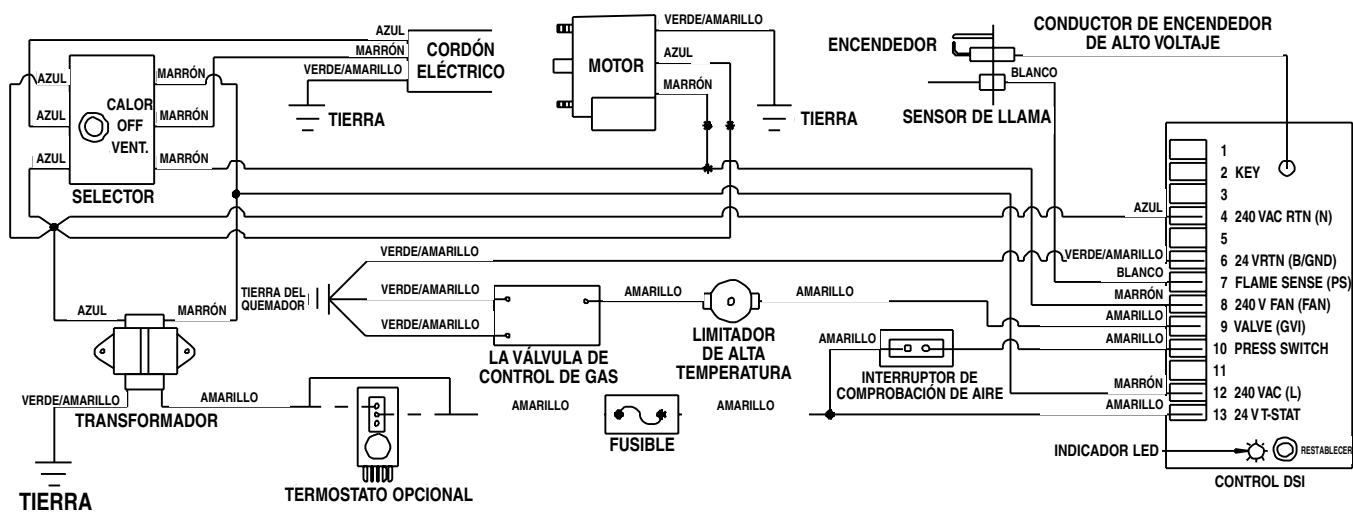 AZUL
MARRÓN
VERDE/AMARILLO
CORDÓN
ELÉCTRICO
TIERRA
MOTOR
VERDE/AMARILLO
AZUL
MARRÓN
TIERRA
ENCENDEDOR
CONDUCTOR DE ENCENDEDOR
DE ALTO VOLTAJE
BLANCO
SENSOR DE LLAMA
AZUL
MARRÓN
CALOR
OFF
VENT.
AZUL
MARRÓN
AZUL
MARRÓN
SELECTOR
1
2 KEY
3
AZUL
4 240 VAC RTN (N)
5
VERDE/AMARILLO
6 24 VRTN (B/GND)
BLANCO
7 FLAME SENSE (PS)
MARRÓN
8 240 V FAN (FAN)
AMARILLO
9 VALVE (GVI)
AMARILLO
10 PRESS SWITCH
11
MARRÓN
12 240 VAC (L)
AMARILLO
13 24 V T-STAT
INDICADOR LED
RESTABLECER
CONTROL DSI
VERDE/AMARILLO
TIERRA DEL
QUEMADOR
VERDE/AMARILLO
VERDE/AMARILLO
LA VÁLVULA DE
CONTROL DE GAS
AMARILLO
AMARILLO
LIMITADOR
DE ALTA
TEMPERATURA
AMARILLO
INTERRUPTOR DE
COMPROBACIÓN DE AIRE
AZUL
MARRÓN
TRANSFORMADOR
VERDE/AMARILLO
AMARILLO
TIERRA
TERMOSTATO OPCIONAL
AMARILLO
FUSIBLE
AMARILLO